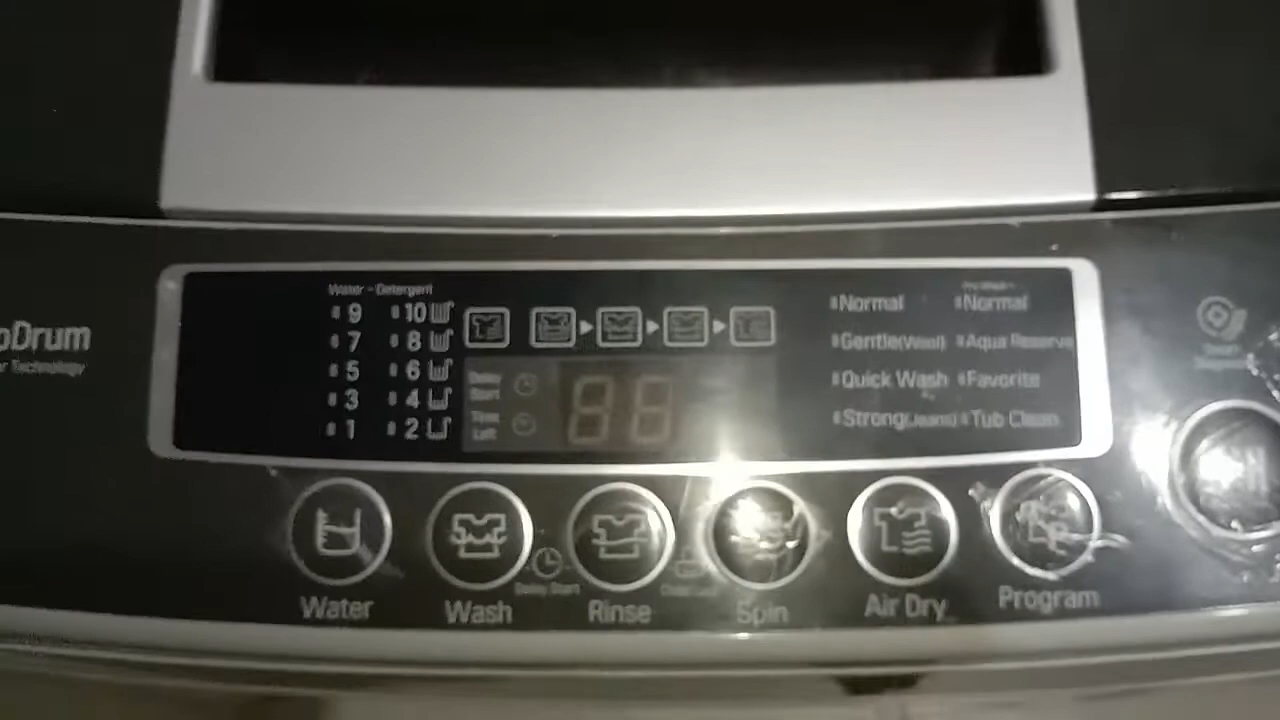 Water - Detergent
9 10
7 8
5 6
3 4
1 2
Normal Normal
Gentle(Wool) Aqua Reserve
Quick Wash Favorite
Strong(Jeans) Tub Clean
Delay Start
Time Left
oDrum
Technology
Water
Wash
Delay Start
Rinse
Spin
Air Dry
Program